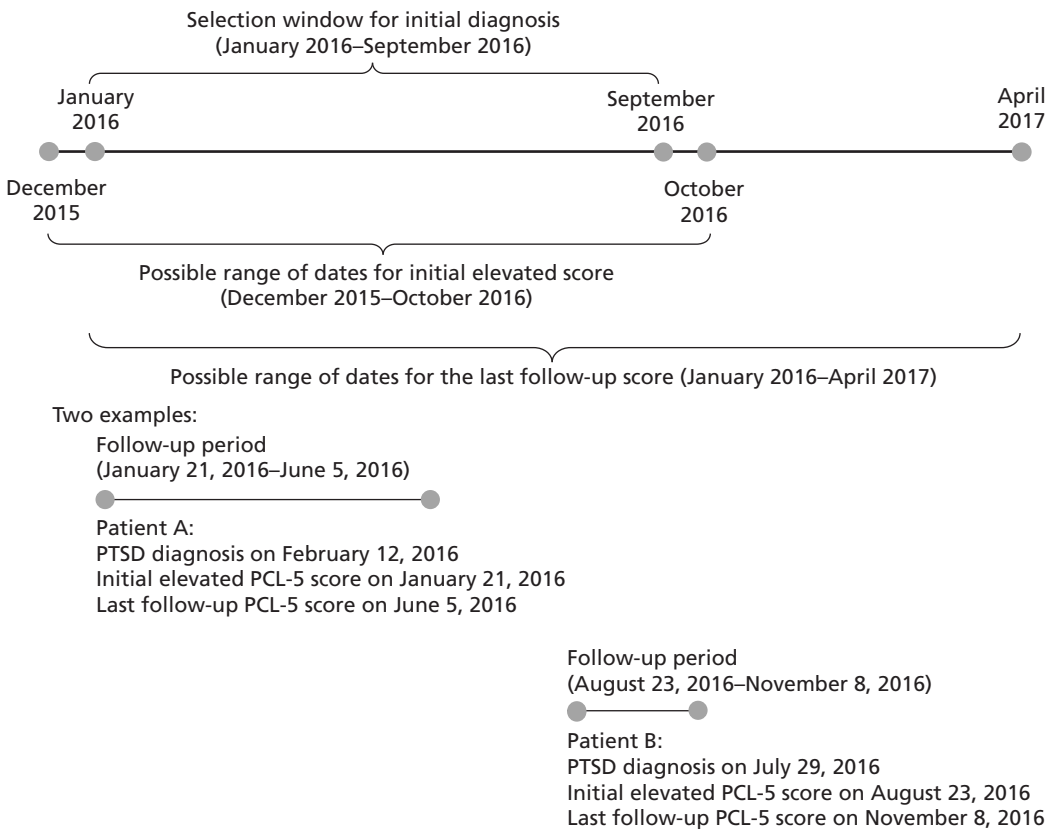 Selection window for initial diagnosis
(January 2016–September 2016)
January
2016
September
2016
April
2017
December
2015
October
2016
Possible range of dates for initial elevated score
(December 2015–October 2016)
Possible range of dates for the last follow-up score (January 2016–April 2017)
Two examples:
Follow-up period
(January 21, 2016–June 5, 2016)
Patient A:
PTSD diagnosis on February 12, 2016
Initial elevated PCL-5 score on January 21, 2016
Last follow-up PCL-5 score on June 5, 2016
Follow-up period
(August 23, 2016–November 8, 2016)
Patient B:
PTSD diagnosis on July 29, 2016
Initial elevated PCL-5 score on August 23, 2016
Last follow-up PCL-5 score on November 8, 2016